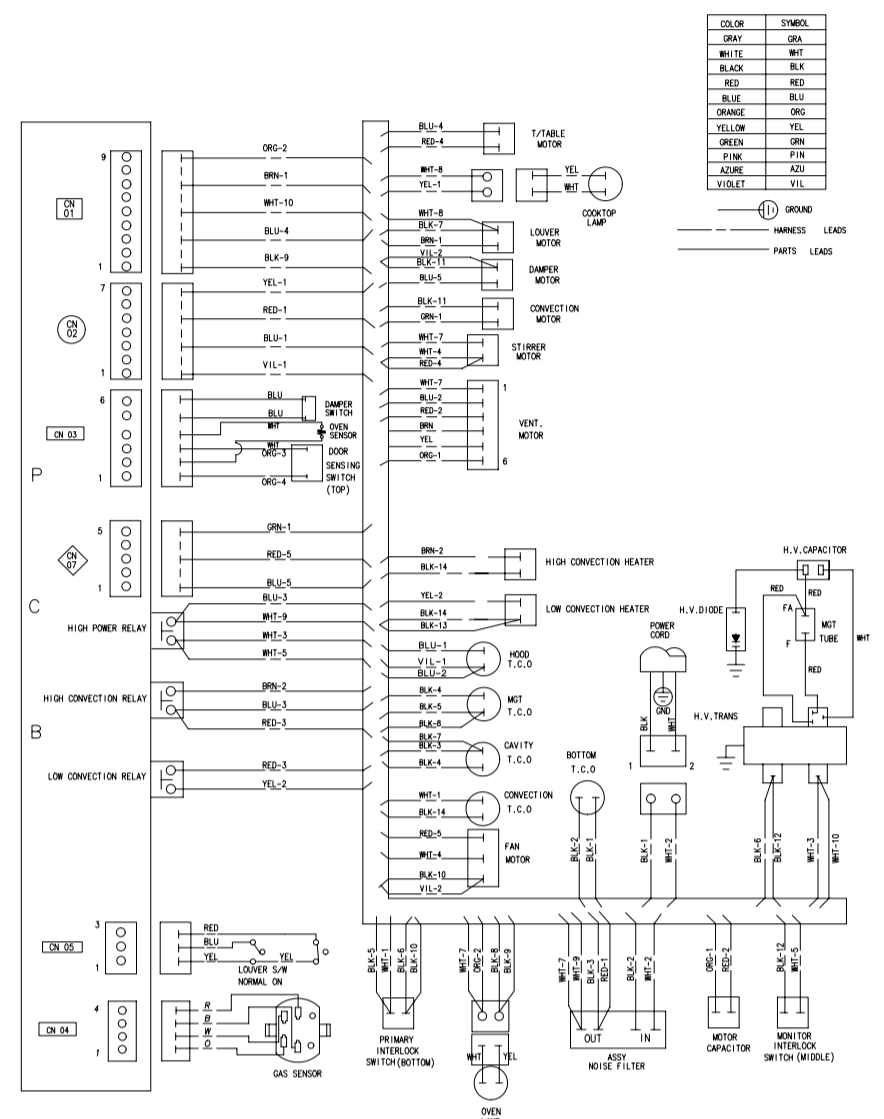 COLOR SYMBOL
GRAY GRA
WHITE WHT
BLACK BLK
RED RED
BLUE BLU
ORANGE ORG
YELLOW YEL
GREEN GRN
PINK PIN
AZURE AZU
VIOLET VIL
GROUND
HARNESS LEADS
PARTS LEADS
P
C
B
9
CN
01
1
ORG-2
BRN-1
WHT-10
BLU-4
BLK-9
7
CN
02
1
YEL-1
RED-1
BLU-1
VIL-1
6
CN 03
1
BLU
BLU
WHT
WHT
ORG-3
ORG-4
DAMPER
SWITCH
OVEN
SENSOR
DOOR
SENSING
SWITCH
(TOP)
5
CN
07
1
GRN-1
RED-5
BLU-5
HIGH POWER RELAY
BLU-3
WHT-9
WHT-3
WHT-5
HIGH CONVECTION RELAY
BRN-2
BLU-3
RED-3
LOW CONVECTION RELAY
RED-3
YEL-2
3
CN 05
1
RED
BLU
YEL YEL
LOUVER S/W
NORMAL ON
4
CN 04
1
R
B
W
O
GAS SENSOR
BLU-4
RED-4
T/TABLE
MOTOR
WHT-8
YEL-1
YEL
WHT
COOKTOP
LAMP
WHT-8
BLK-7
BRN-1
LOUVER
MOTOR
VIL-2
BLK-11
BLU-5
DAMPER
MOTOR
BLK-11
GRN-1
CONVECTION
MOTOR
WHT-7
WHT-4
RED-4
STIRRER
MOTOR
WHT-7
BLU-2
RED-2
BRN
YEL
ORG-1
1
6
VENT.
MOTOR
BRN-2
BLK-14
HIGH CONVECTION HEATER
YEL-2
BLK-14
BLK-13
LOW CONVECTION HEATER
BLU-1
VIL-1
BLU-2
HOOD
T.C.O
BLK-4
BLK-5
BLK-8
MGT
T.C.O
BLK-7
BLK-3
BLK-4
CAVITY
T.C.O
WHT-1
BLK-14
CONVECTION
T.C.O
RED-5
WHT-4
BLK-10
VIL-2
FAN
MOTOR
BOTTOM
T.C.O
BLK-2
BLK-1
POWER
CORD
GND
BLK
WHT
1 2
BLK-1
WHT-2
H.V.CAPACITOR
RED
RED
H.V.DIODE
FA
F
MGT
TUBE
WHT
RED
H.V.TRANS
BLK-6
BLK-12
WHT-3
WHT-10
BLK-5
WHT-1
BLK-6
BLK-10
PRIMARY
INTERLOCK
SWITCH(BOTTOM)
WHT-7
ORG-2
BLK-8
BLK-9
WHT YEL
OVEN
WHT-7
WHT-9
BLK-3
RED-1
BLK-2
WHT-2
OUT IN
ASSY
NOISE FILTER
ORG-1
RED-2
MOTOR
CAPACITOR
BLK-12
WHT-5
MONITOR
INTERLOCK
SWITCH (MIDDLE)